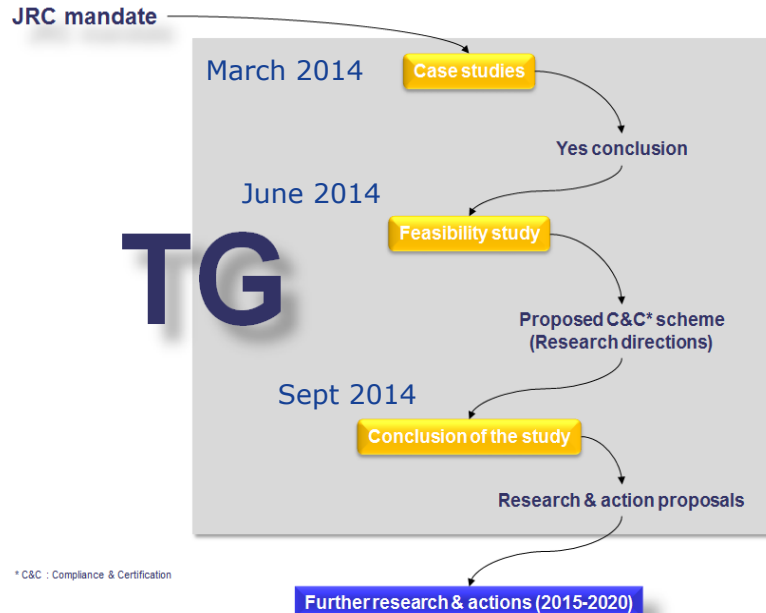 JRC mandate
March 2014
Case studies
Yes conclusion
June 2014
Feasibility study
TG
Proposed C&C* scheme
(Research directions)
Sept 2014
Conclusion of the study
Research & action proposals
* C&C : Compliance & Certification
Further research & actions (2015-2020)